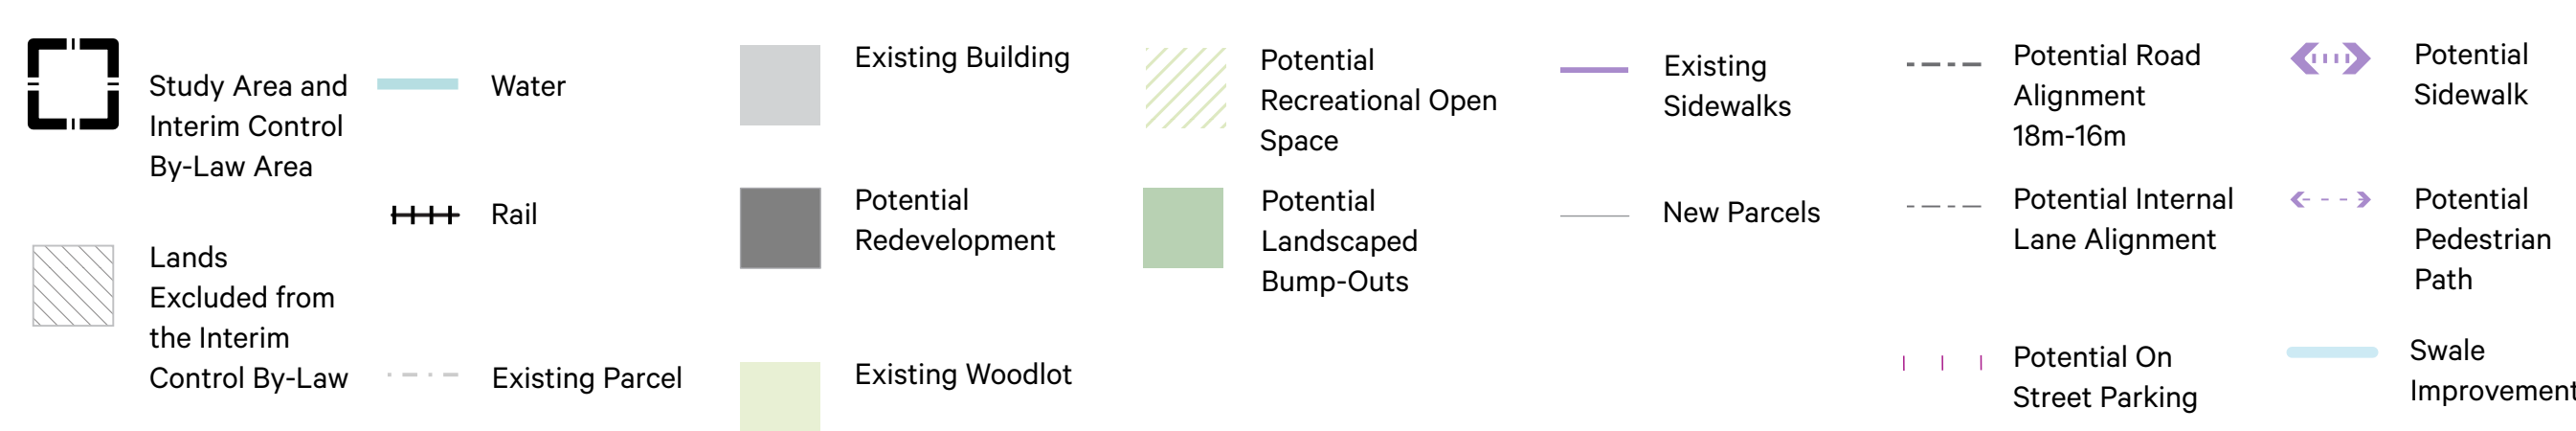 Study Area and
Interim Control
By-Law Area
Lands
Excluded from
the Interim
Control By-Law
Water
Rail
Existing Parcel
Existing Building
Potential
Redevelopment
Existing Woodlot
Potential
Recreational Open
Space
Potential
Landscaped
Bump-Outs
Existing
Sidewalks
New Parcels
Potential Road
Alignment
18m-16m
Potential Internal
Lane Alignment
Potential On
Street Parking
Potential
Sidewalk
Potential
Pedestrian
Path
Swale
Improvement